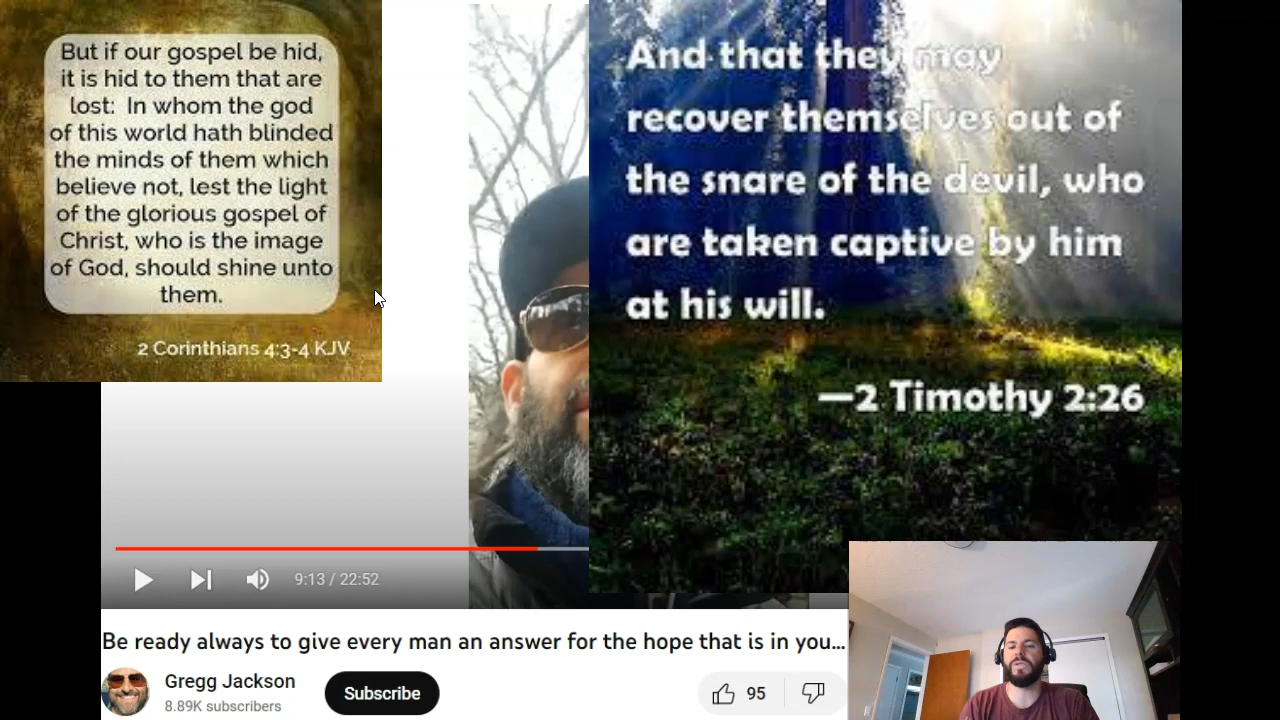 But if our gospel be hid,
it is hid to them that are
lost: In whom the god
of this world hath blinded
the minds of them which
believe not, lest the light
of the glorious gospel of
Christ, who is the image
of God, should shine unto
them.
2 Corinthians 4:3-4 KJV
And that they may
recover themselves out of
the snare of the devil, who
are taken captive by him
at his will.
—2 Timothy 2:26
9:13 / 22:52
Be ready always to give every man an answer for the hope that is in you...
Gregg Jackson
8.89K subscribers
Subscribe
95